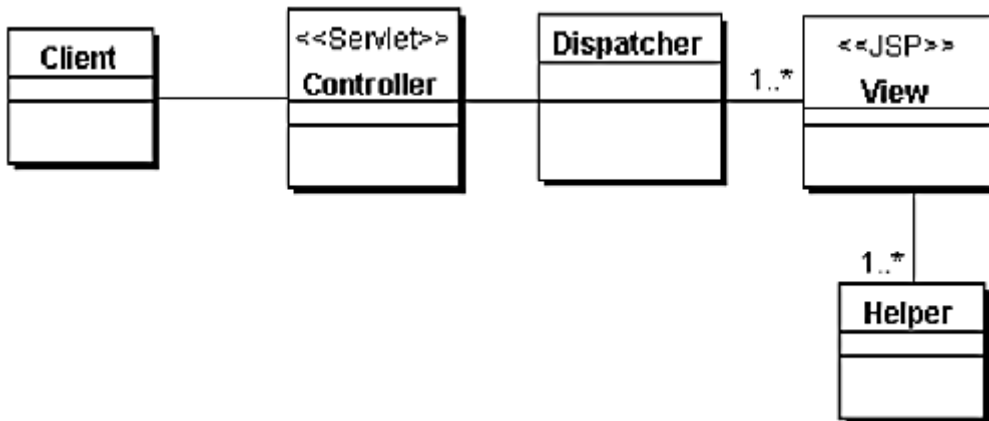 Client
<<Servlet>>
Controller
Dispatcher
1..*
<<JSP>>
View
1..*
Helper